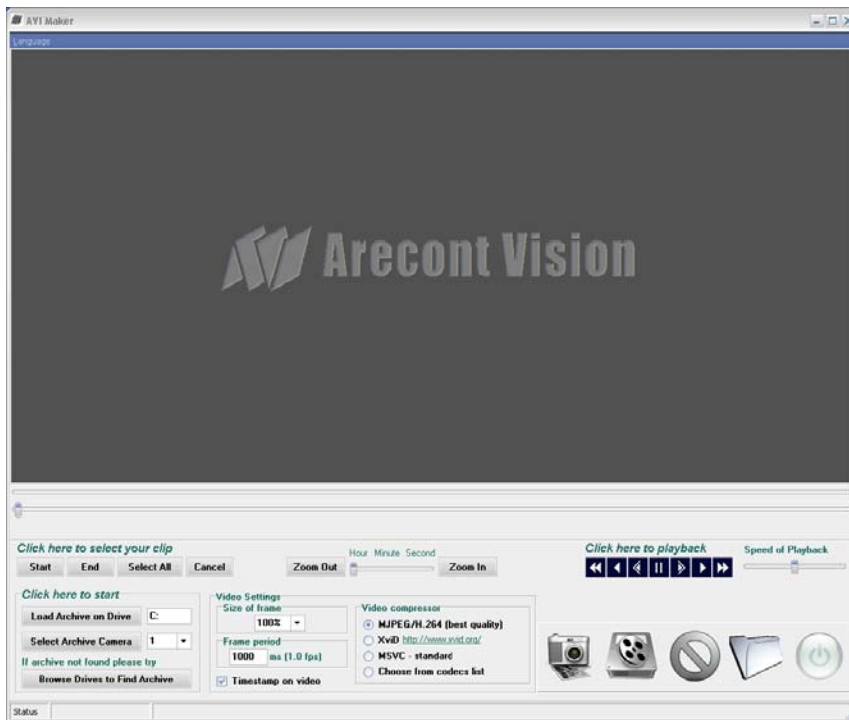 AVI Maker
Language
Arecont Vision
Click here to select your clip
Start End Select All Cancel
Hour Minute Second
Zoom Out Zoom In
Click here to playback
Speed of Playback
Click here to start
Load Archive on Drive C:
Select Archive Camera 1
If archive not found please try
Browse Drives to Find Archive
Video Settings
Size of frame
100%
Frame period
1000 ms (1.0 fps)
Timestamp on video
Video compressor
MJPEG/H.264 (best quality)
XviD http://www.xvid.org/
MSVC - standard
Choose from codecs list
Status